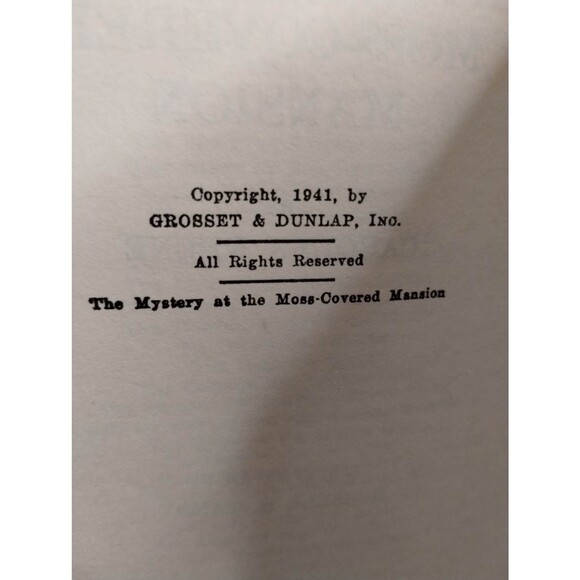 Copyright, 1941, by
GROSSET & DUNLAP, INC.
All Rights Reserved
The Mystery at the Moss-Covered Mansion